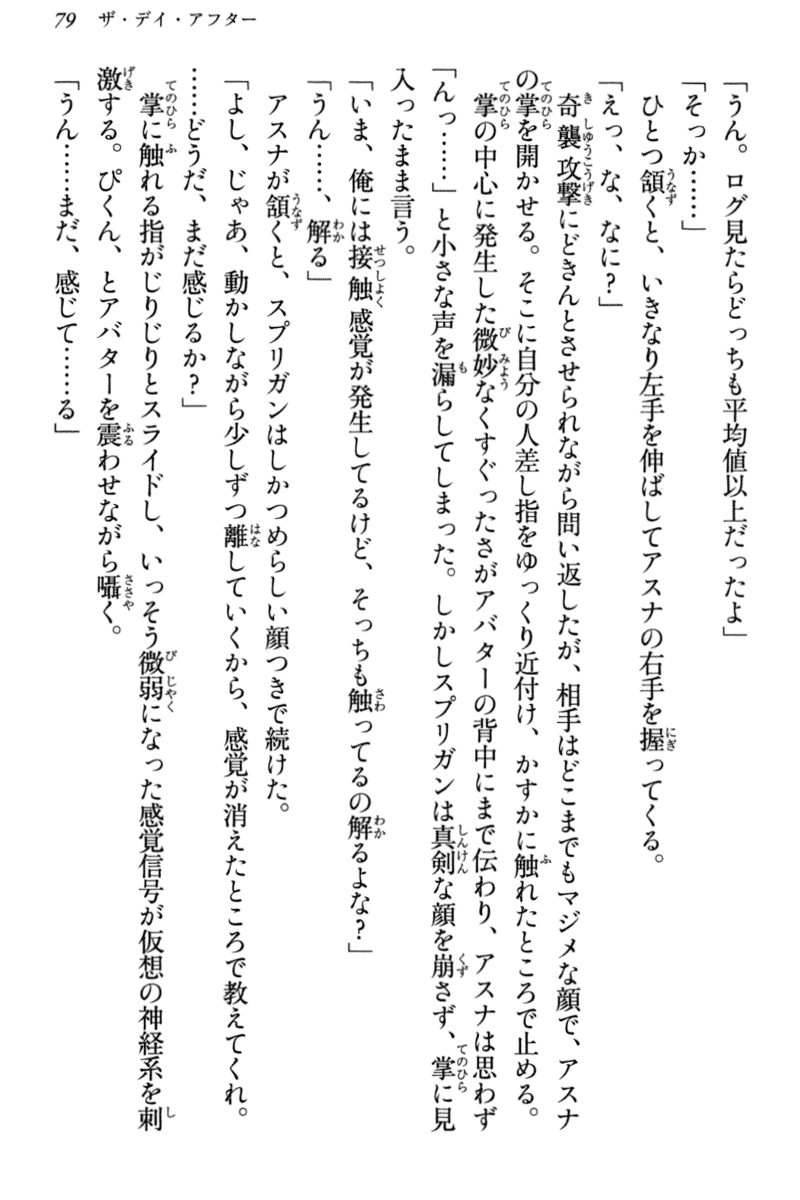 79 ザ・デイ・アフター
「うん。ログ見たらどっちも平均値以上だったよ」
「そっか……」
ひとつ頷くと、いきなり左手を伸ばしてアスナの右手を握ってくる。
「えっ、な、なに？」
奇襲攻撃にどきんとさせられながら問い返したが、相手はどこまでもマジメな顔で、アスナ
の掌を開かせる。そこに自分の人差し指をゆっくり近付け、かすかに触れたところで止める。
掌の中心に発生した微妙なくすぐったさがアバターの背中にまで伝わり、アスナは思わず
「んっ……」と小さな声を漏らしてしまった。しかしスプリガンは真剣な顔を崩さず、掌に見
入ったまま言う。
「いま、俺には接触感覚が発生してるけど、そっちも触ってるの解るよな？」
「うん……、解る」
アスナが頷くと、スプリガンはしかつめらしい顔つきで続けた。
「よし、じゃあ、動かしながら少しずつ離していくから、感覚が消えたところで教えてくれ。
……どうだ、まだ感じるか？」
掌に触れる指がじりじりとスライドし、いっそう微弱になった感覚信号が仮想の神経系を刺
激する。ぴくん、とアバターを震わせながら囁く。
「うん……まだ、感じて……る」